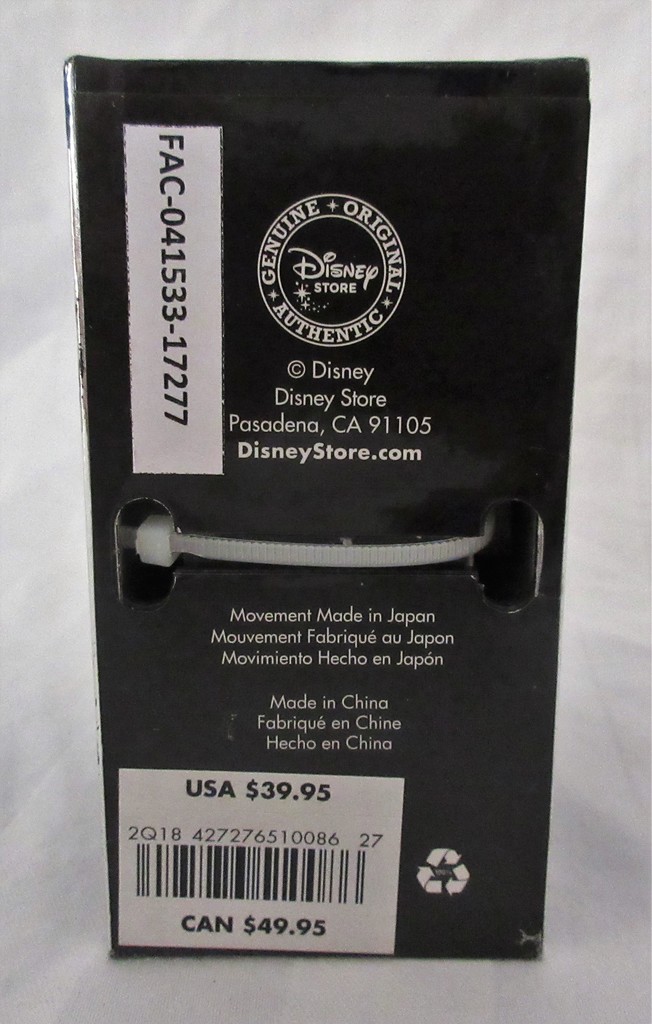 FAC-041533-17277
GENUINE ORIGINAL
Disney
STORE
AUTHENTIC
© Disney
Disney Store
Pasadena, CA 91105
DisneyStore.com
Movement Made in Japan
Mouvement Fabriqué au Japon
Movimiento Hecho en Japón
Made in China
Fabriqué en Chine
Hecho en China
USA $39.95
2Q18 427276510086 27
CAN $49.95